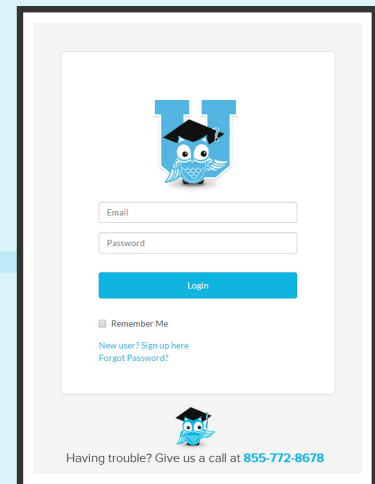 U
Email
Password
Login
Remember Me
New user? Sign up here
Forgot Password?
Having trouble? Give us a call at 855-772-8678